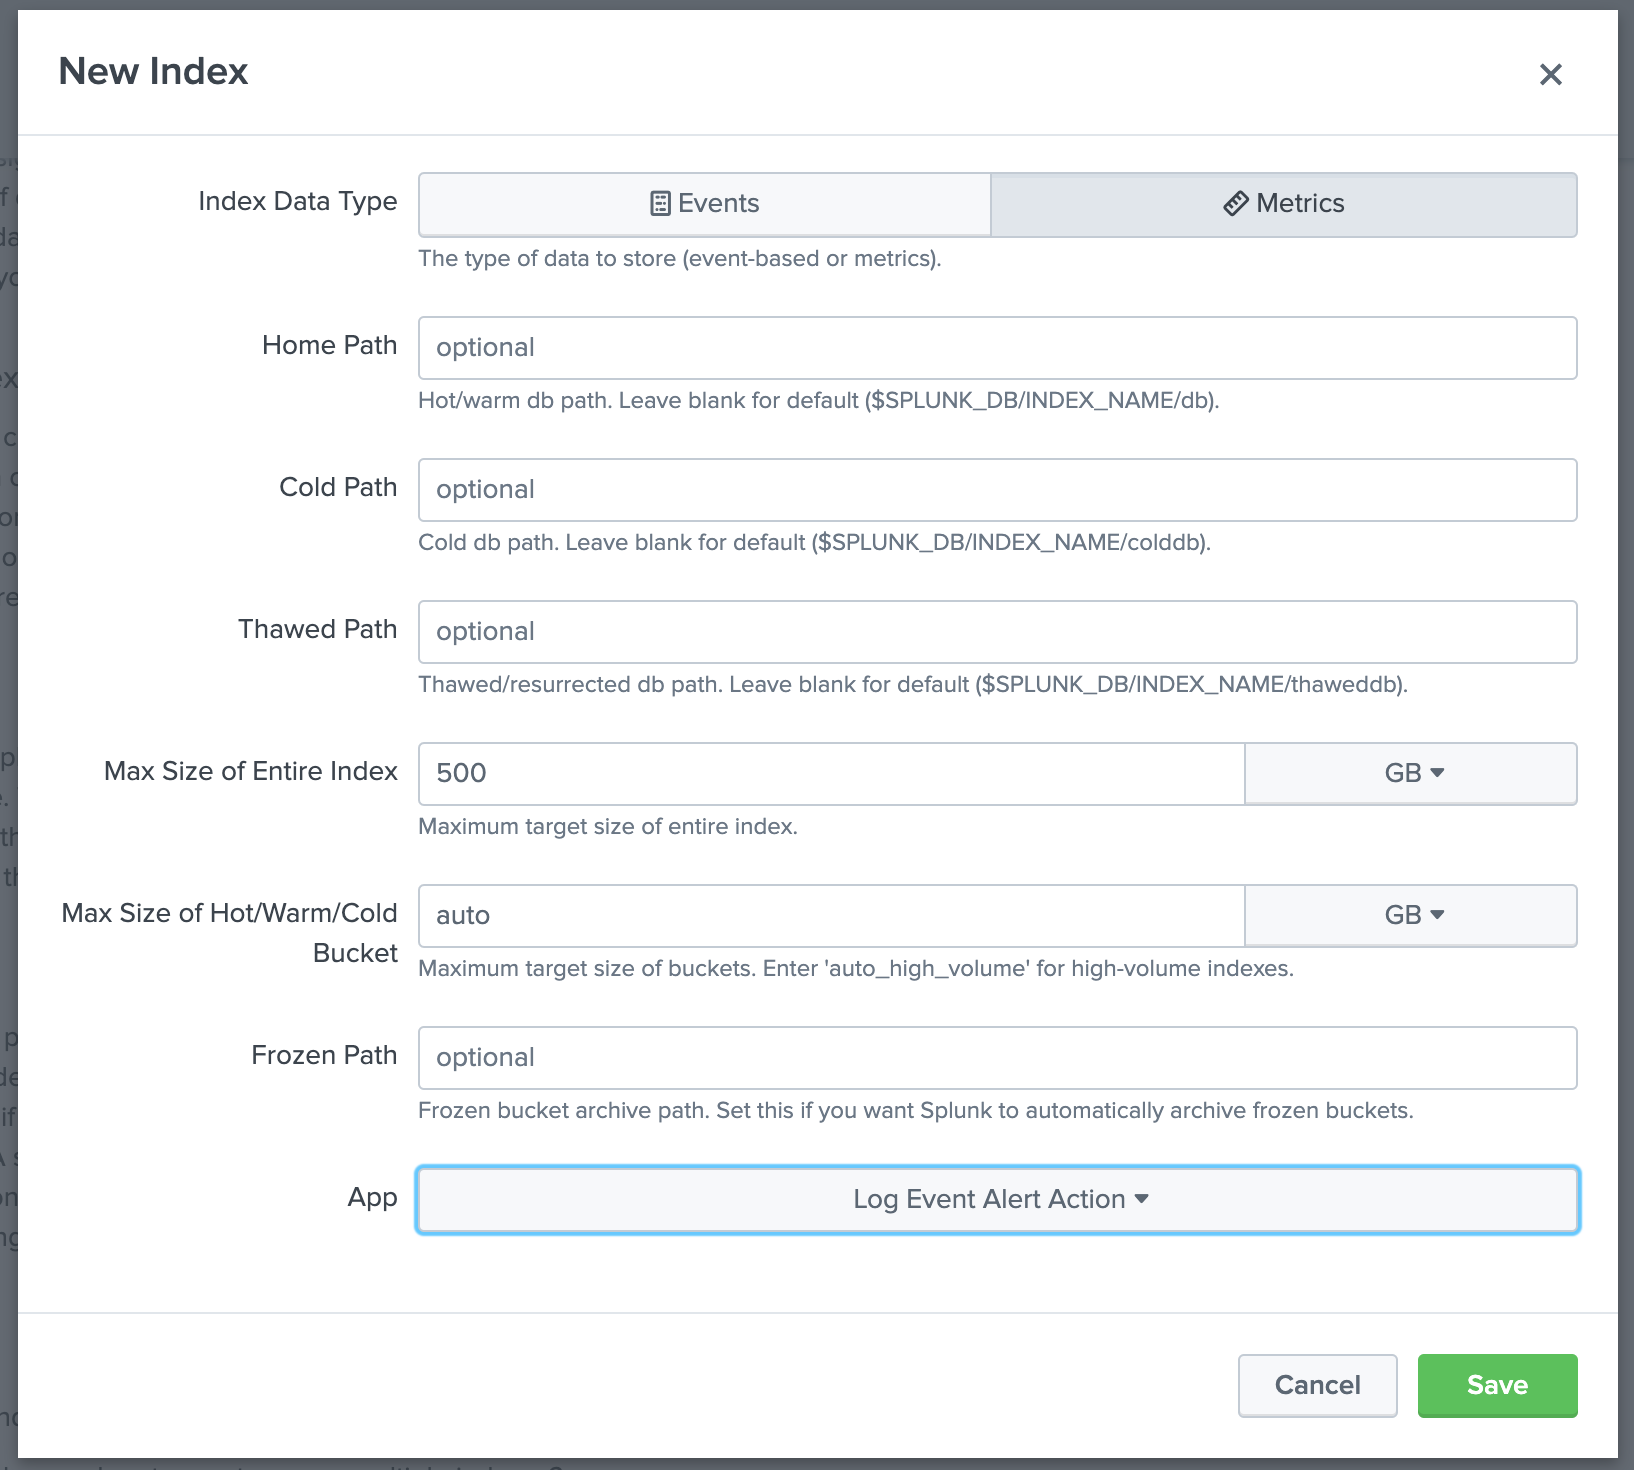 New Index
Index Data Type
Events
Metrics
The type of data to store (event-based or metrics).
Home Path
optional
Hot/warm db path. Leave blank for default ($SPLUNK_DB/INDEX_NAME/db).
Cold Path
optional
Cold db path. Leave blank for default ($SPLUNK_DB/INDEX_NAME/colddb).
Thawed Path
optional
Thawed/resurrected db path. Leave blank for default ($SPLUNK_DB/INDEX_NAME/thaweddb).
Max Size of Entire Index
500
GB
Maximum target size of entire index.
Max Size of Hot/Warm/Cold
Bucket
auto
GB
Maximum target size of buckets. Enter 'auto_high_volume' for high-volume indexes.
Frozen Path
optional
Frozen bucket archive path. Set this if you want Splunk to automatically archive frozen buckets.
App
Log Event Alert Action
Cancel
Save